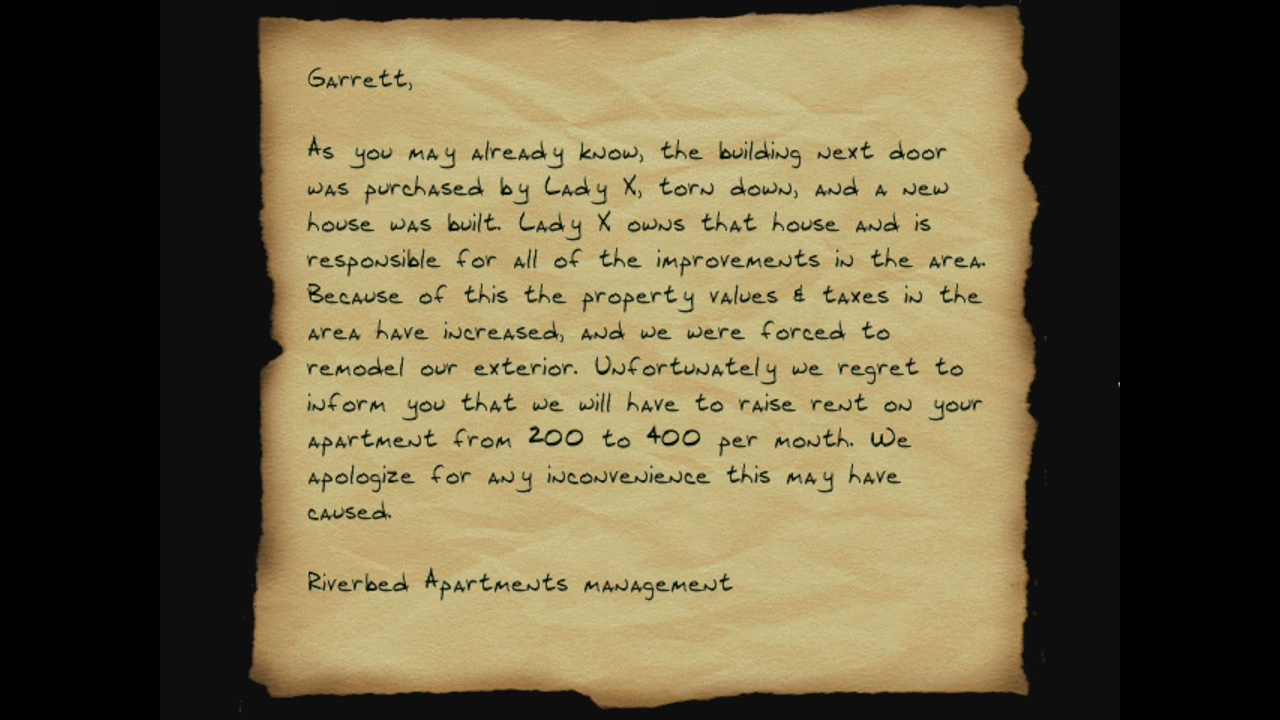 Garrett,
As you may already know, the building next door
was purchased by Lady X, torn down, and a new
house was built. Lady X owns that house and is
responsible for all of the improvements in the area.
Because of this the property values & taxes in the
area have increased, and we were forced to
remodel our exterior. Unfortunately we regret to
inform you that we will have to raise rent on your
apartment from 200 to 400 per month. We
apologize for any inconvenience this may have
caused.
Riverbed Apartments management